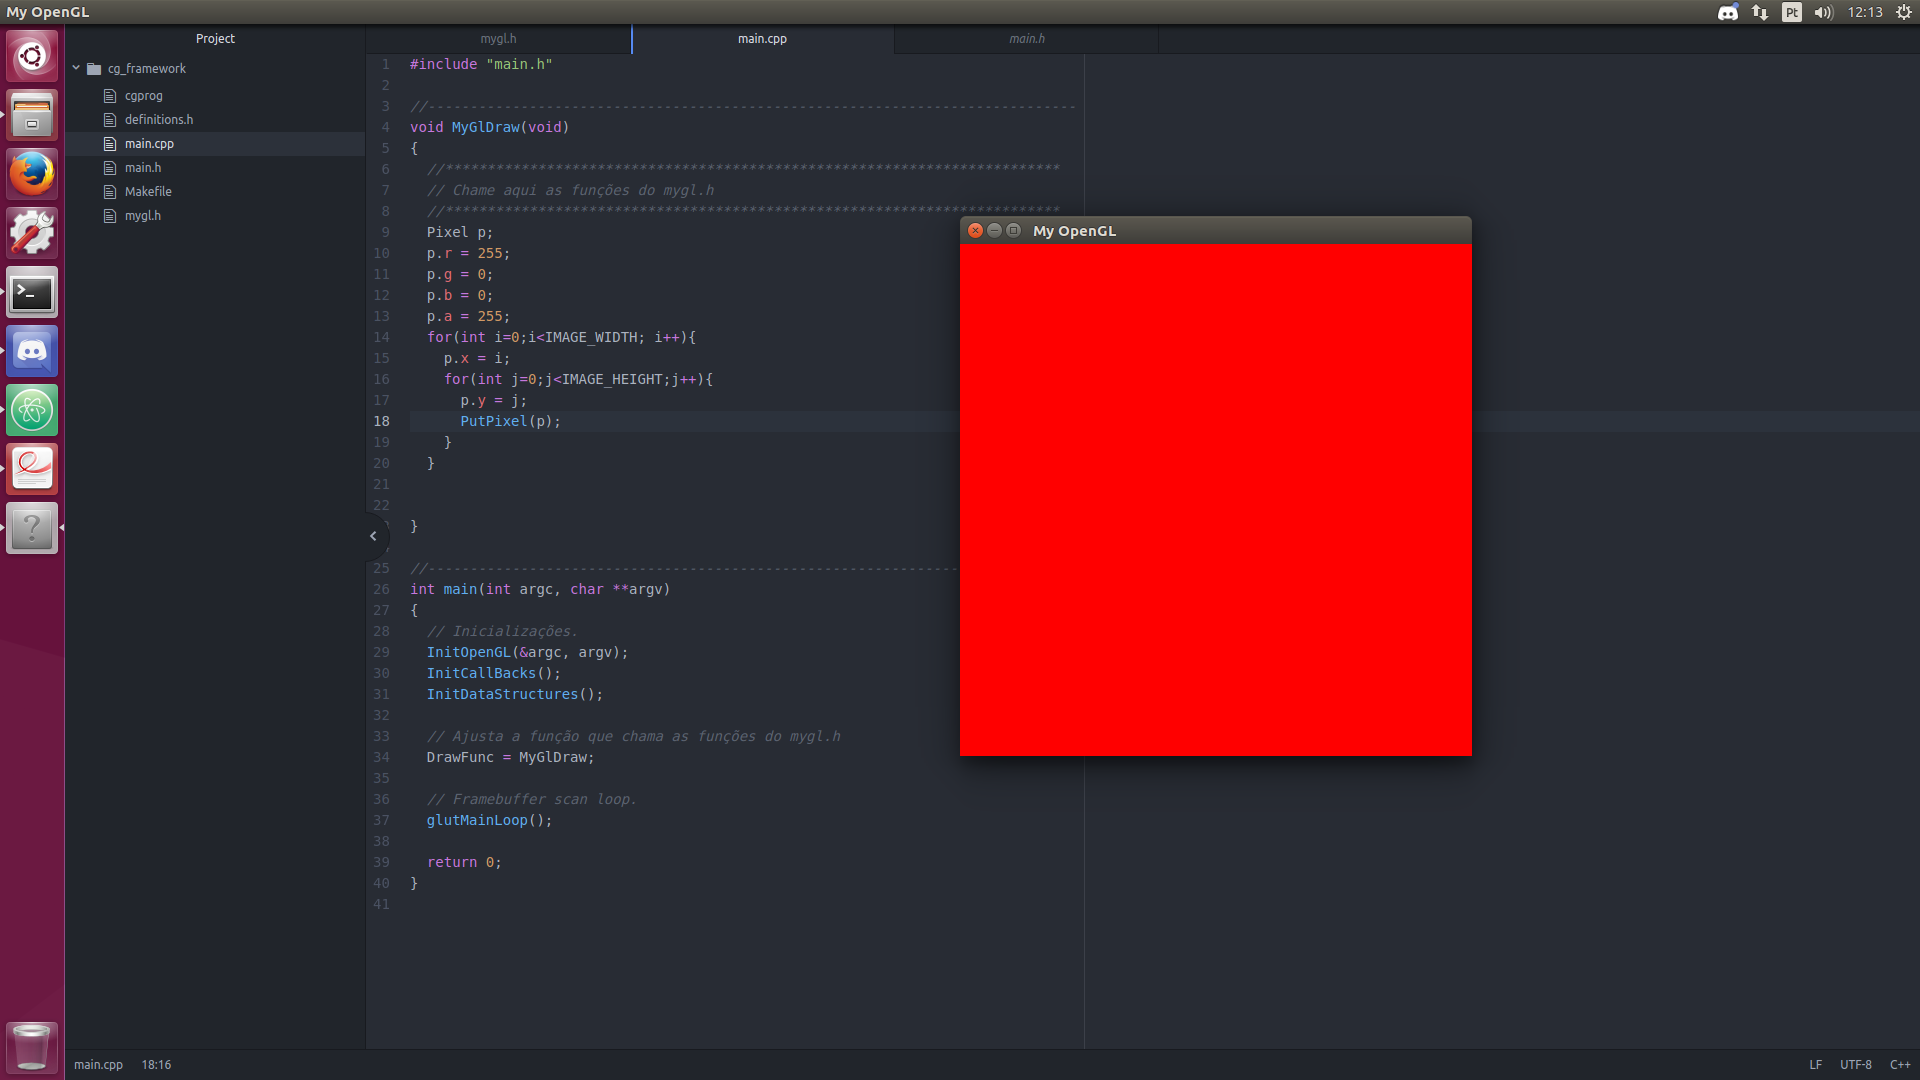 My OpenGL
Pt
12:13
Project
cg_framework
cgprog
definitions.h
main.cpp
main.h
Makefile
mygl.h
mygl.h
main.cpp
main.h
1 #include "main.h"
2
3 //-----------------------------------------------------------------------------
4 void MyGlDraw(void)
5 {
6 //*************************************************************************
7 // Chame aqui as funções do mygl.h
8 //*************************************************************************
9 Pixel p;
10 p.r = 255;
11 p.g = 0;
12 p.b = 0;
13 p.a = 255;
14 for(int i=0;i<IMAGE_WIDTH; i++){
15 p.x = i;
16 for(int j=0;j<IMAGE_HEIGHT;j++){
17 p.y = j;
18 PutPixel(p);
19 }
20 }
21
22
}
25 //---------------------------------------------------------------
26 int main(int argc, char **argv)
27 {
28 // Inicializações.
29 InitOpenGL(&argc, argv);
30 InitCallBacks();
31 InitDataStructures();
32
33 // Ajusta a função que chama as funções do mygl.h
34 DrawFunc = MyGlDraw;
35
36 // Framebuffer scan loop.
37 glutMainLoop();
38
39 return 0;
40 }
41
My OpenGL
main.cpp 18:16
LF UTF-8 C++